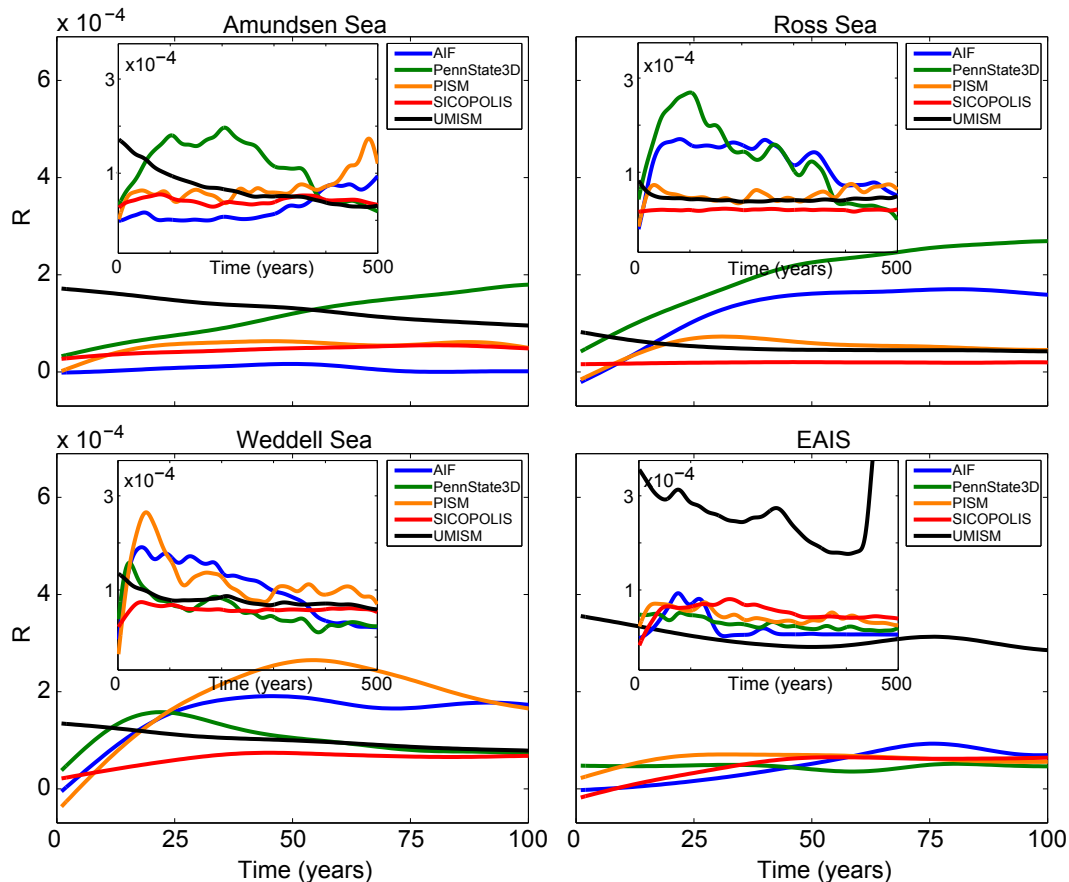 x 10⁻⁴
Amundsen Sea
6
4
2
0
R
x10⁻⁴
3
1
0
500
Time (years)
AIF
PennState3D
PISM
SICOPOLIS
UMISM
Ross Sea
x10⁻⁴
3
1
0
500
Time (years)
AIF
PennState3D
PISM
SICOPOLIS
UMISM
x 10⁻⁴
Weddell Sea
6
4
2
0
R
x10⁻⁴
3
1
0
500
Time (years)
AIF
PennState3D
PISM
SICOPOLIS
UMISM
0 25 50 75 100
Time (years)
EAIS
x10⁻⁴
3
1
0
500
Time (years)
AIF
PennState3D
PISM
SICOPOLIS
UMISM
0 25 50 75 100
Time (years)